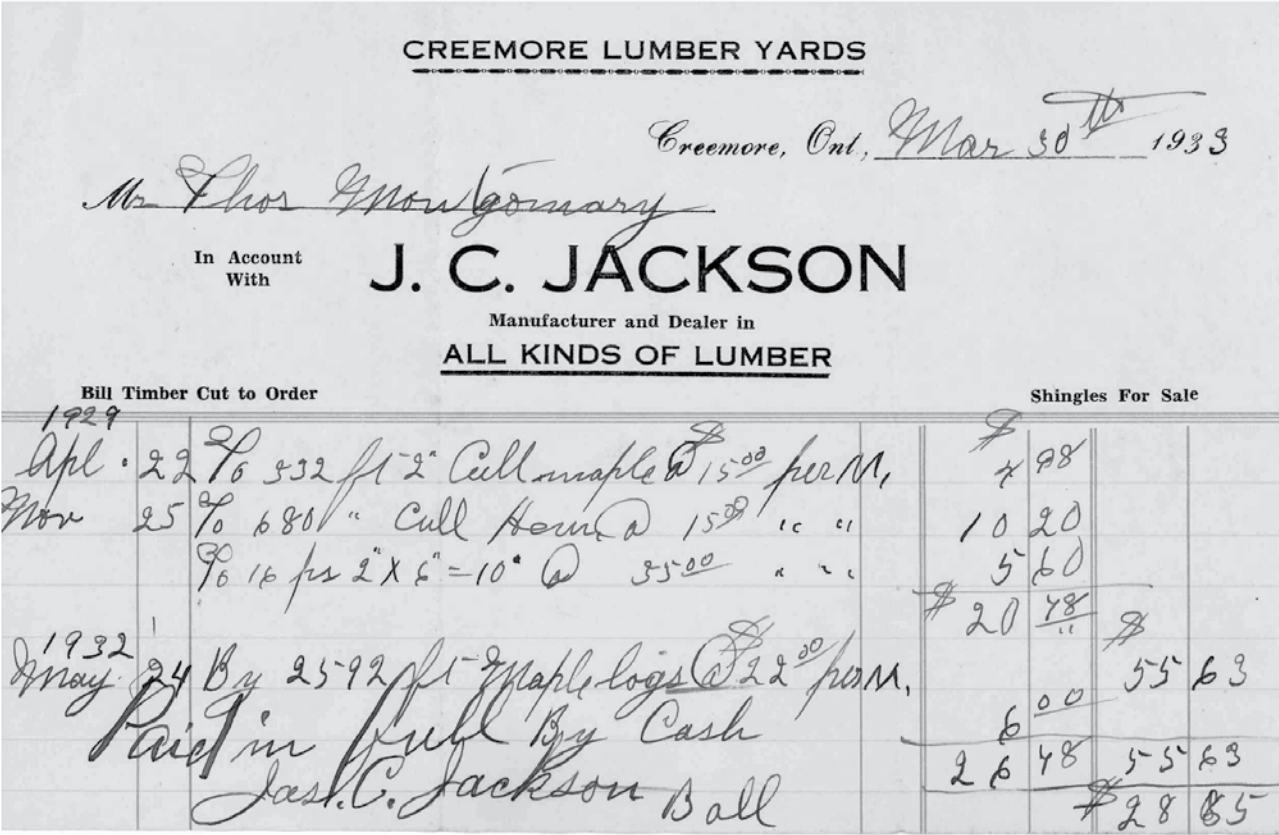 CREEMORE LUMBER YARDS
Creemore, Ont., Mar 30th 1933
Mr Thos Montgomary
In Account With
J. C. JACKSON
Manufacturer and Dealer in
ALL KINDS OF LUMBER
Bill Timber Cut to Order Shingles For Sale
1929 $
Apl. 22 To 332 ft 2" Cull maple @ $15.00 per M, 4 98
Nov 25 To 680 " Cull Hem @ 15.00 " " 10 20
To 16 ps 2" X 6" = 10" @ 35.00 " " " 5 60
$ 20 78 $
1932
May 24 By 2592 ft Maple logs @ $22.00 per M. 55 63
Paid in full By Cash 6 00
26 78 55 63
Jas. C. Jackson Ball $28 85